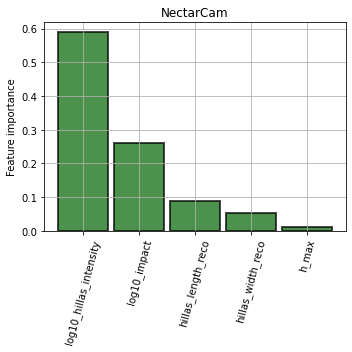 NectarCam
Feature importance
0.6
0.5
0.4
0.3
0.2
0.1
0.0
log10_hillas_intensity
log10_impact
hillas_length_reco
hillas_width_reco
h_max